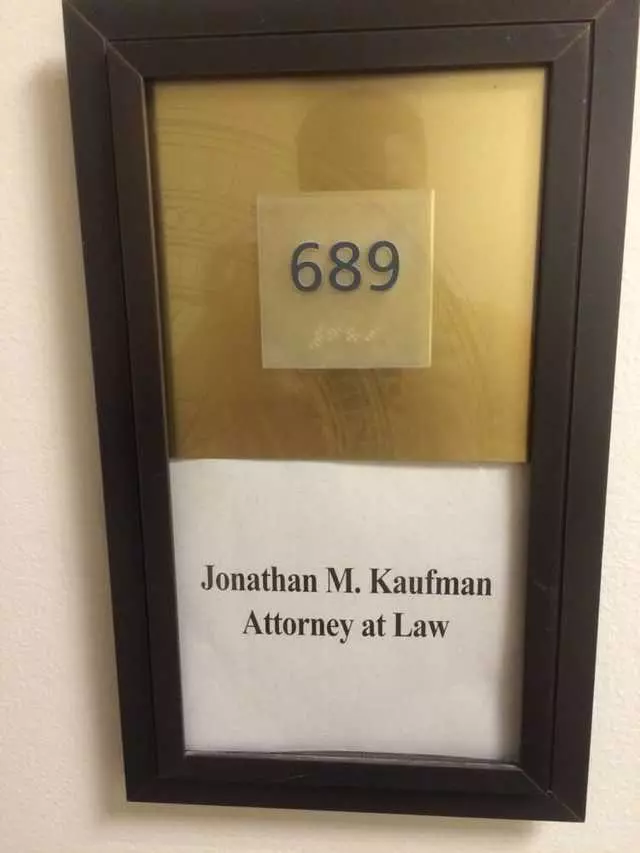 689
Jonathan M. Kaufman
Attorney at Law